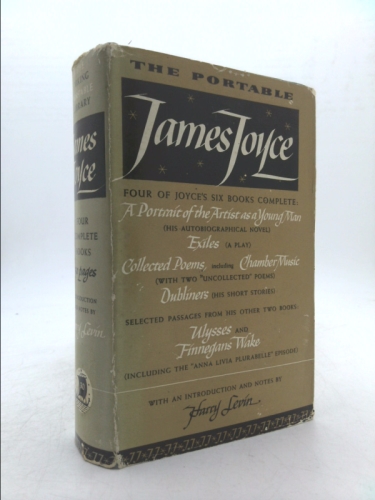 THE PORTABLE
James Joyce
FOUR OF JOYCE'S SIX BOOKS COMPLETE:
A Portrait of the Artist as a Young Man
(HIS AUTOBIOGRAPHICAL NOVEL)
Exiles (A PLAY)
Collected Poems, including Chamber Music
(WITH TWO "UNCOLLECTED" POEMS)
Dubliners (HIS SHORT STORIES)
SELECTED PASSAGES FROM HIS OTHER TWO BOOKS:
Ulysses and
Finnegans Wake
(INCLUDING THE "ANNA LIVIA PLURABELLE" EPISODE)
WITH AN INTRODUCTION AND NOTES BY
Harry Levin
James
Joyce
pages
Levin